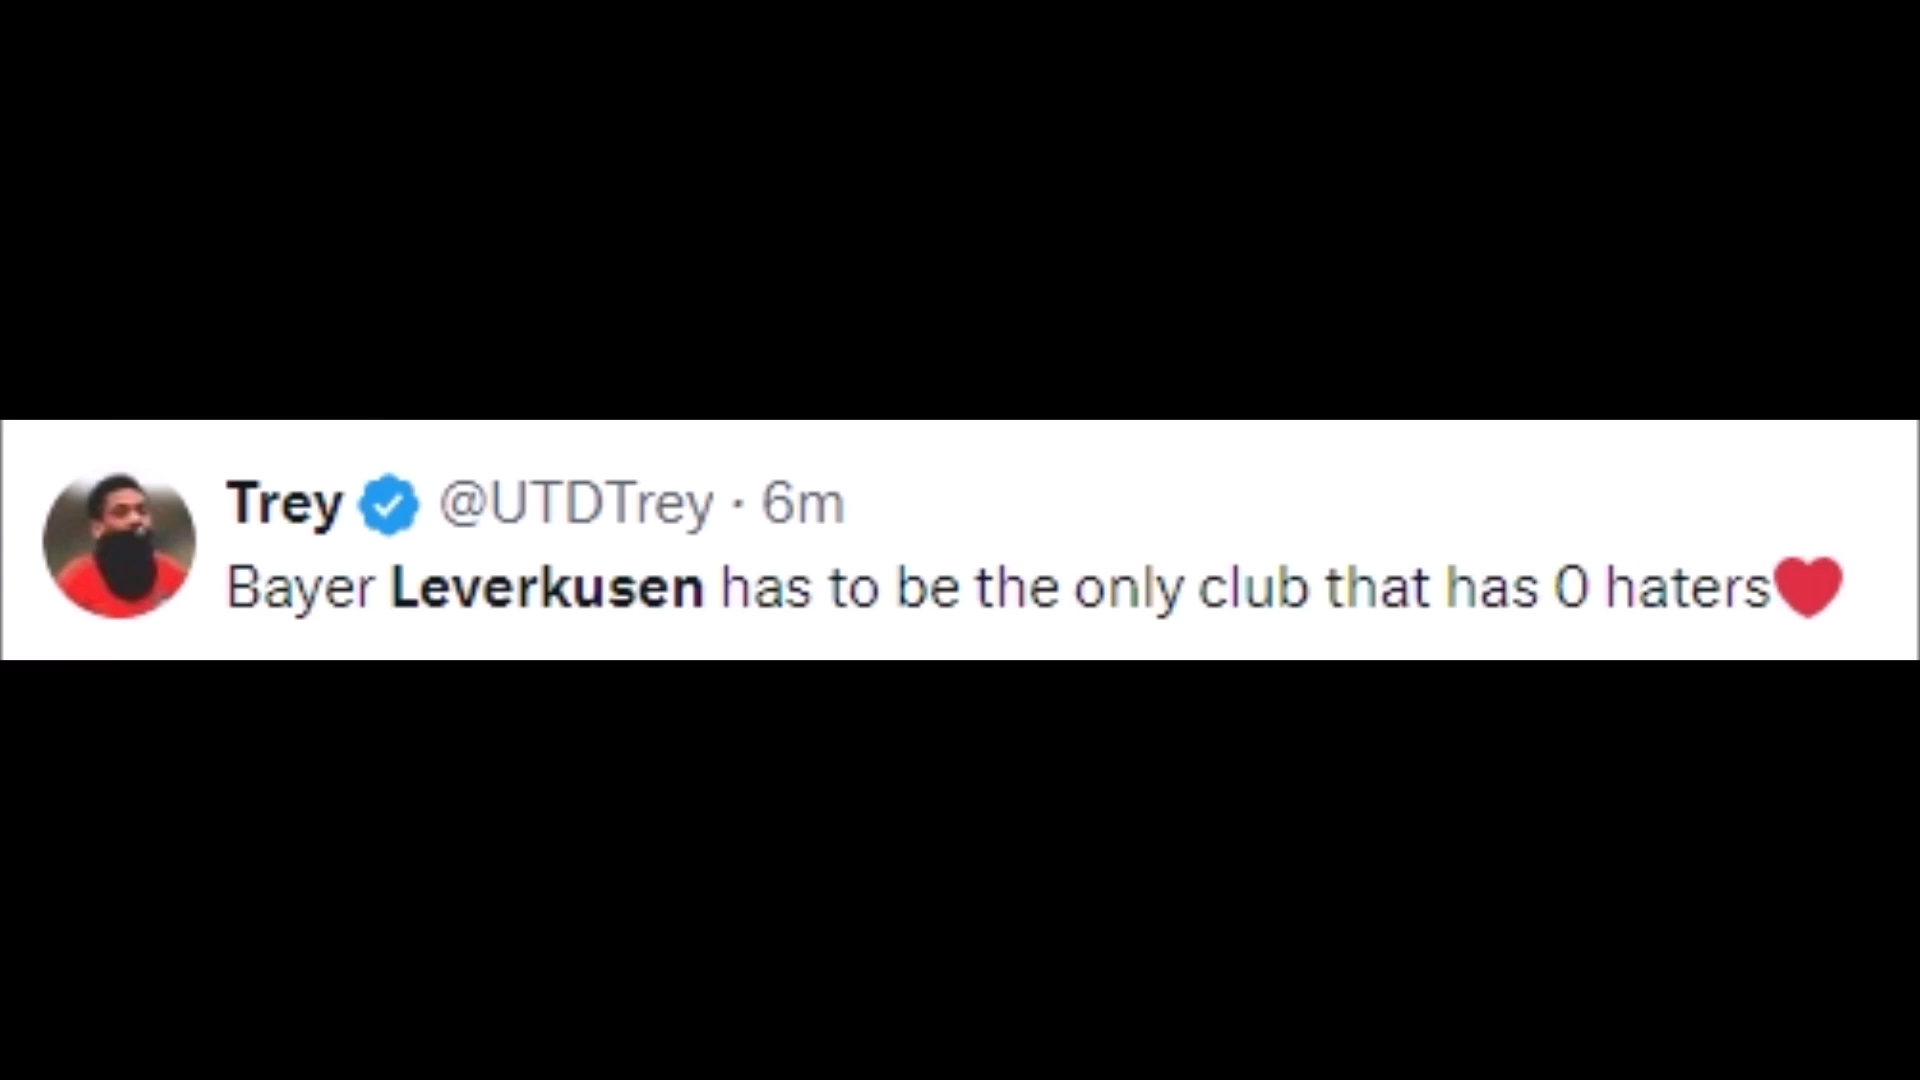 Trey @UTDTrey · 6m
Bayer Leverkusen has to be the only club that has 0 haters❤️